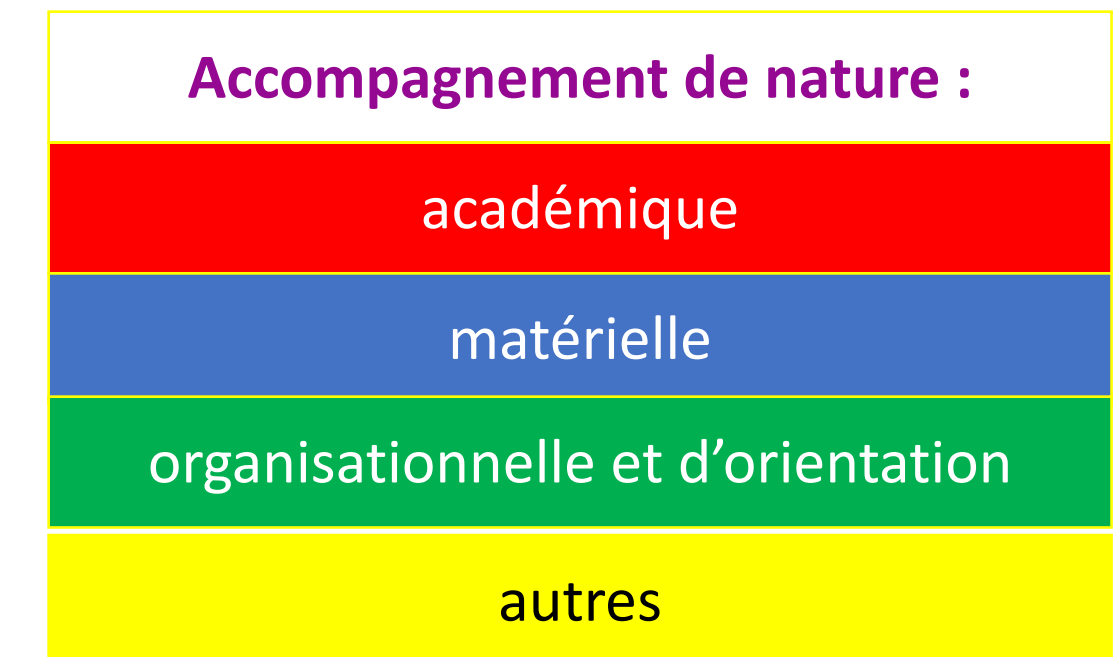 Accompagnement de nature :
académique
matérielle
organisationnelle et d’orientation
autres